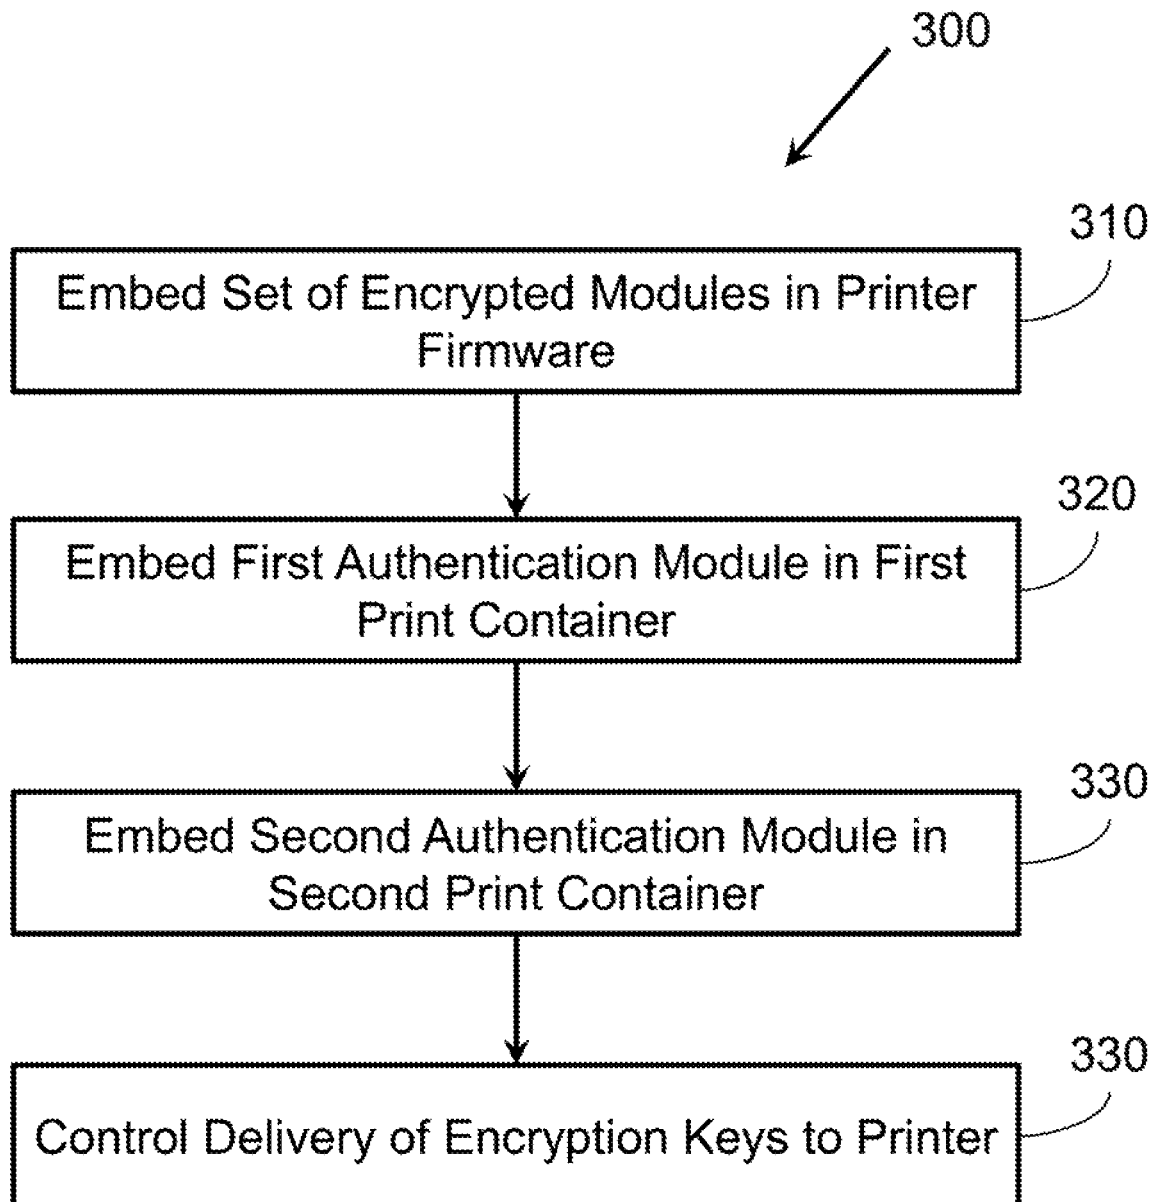 300
310
Embed Set of Encrypted Modules in Printer
Firmware
320
Embed First Authentication Module in First
Print Container
330
Embed Second Authentication Module in
Second Print Container
330
Control Delivery of Encryption Keys to Printer